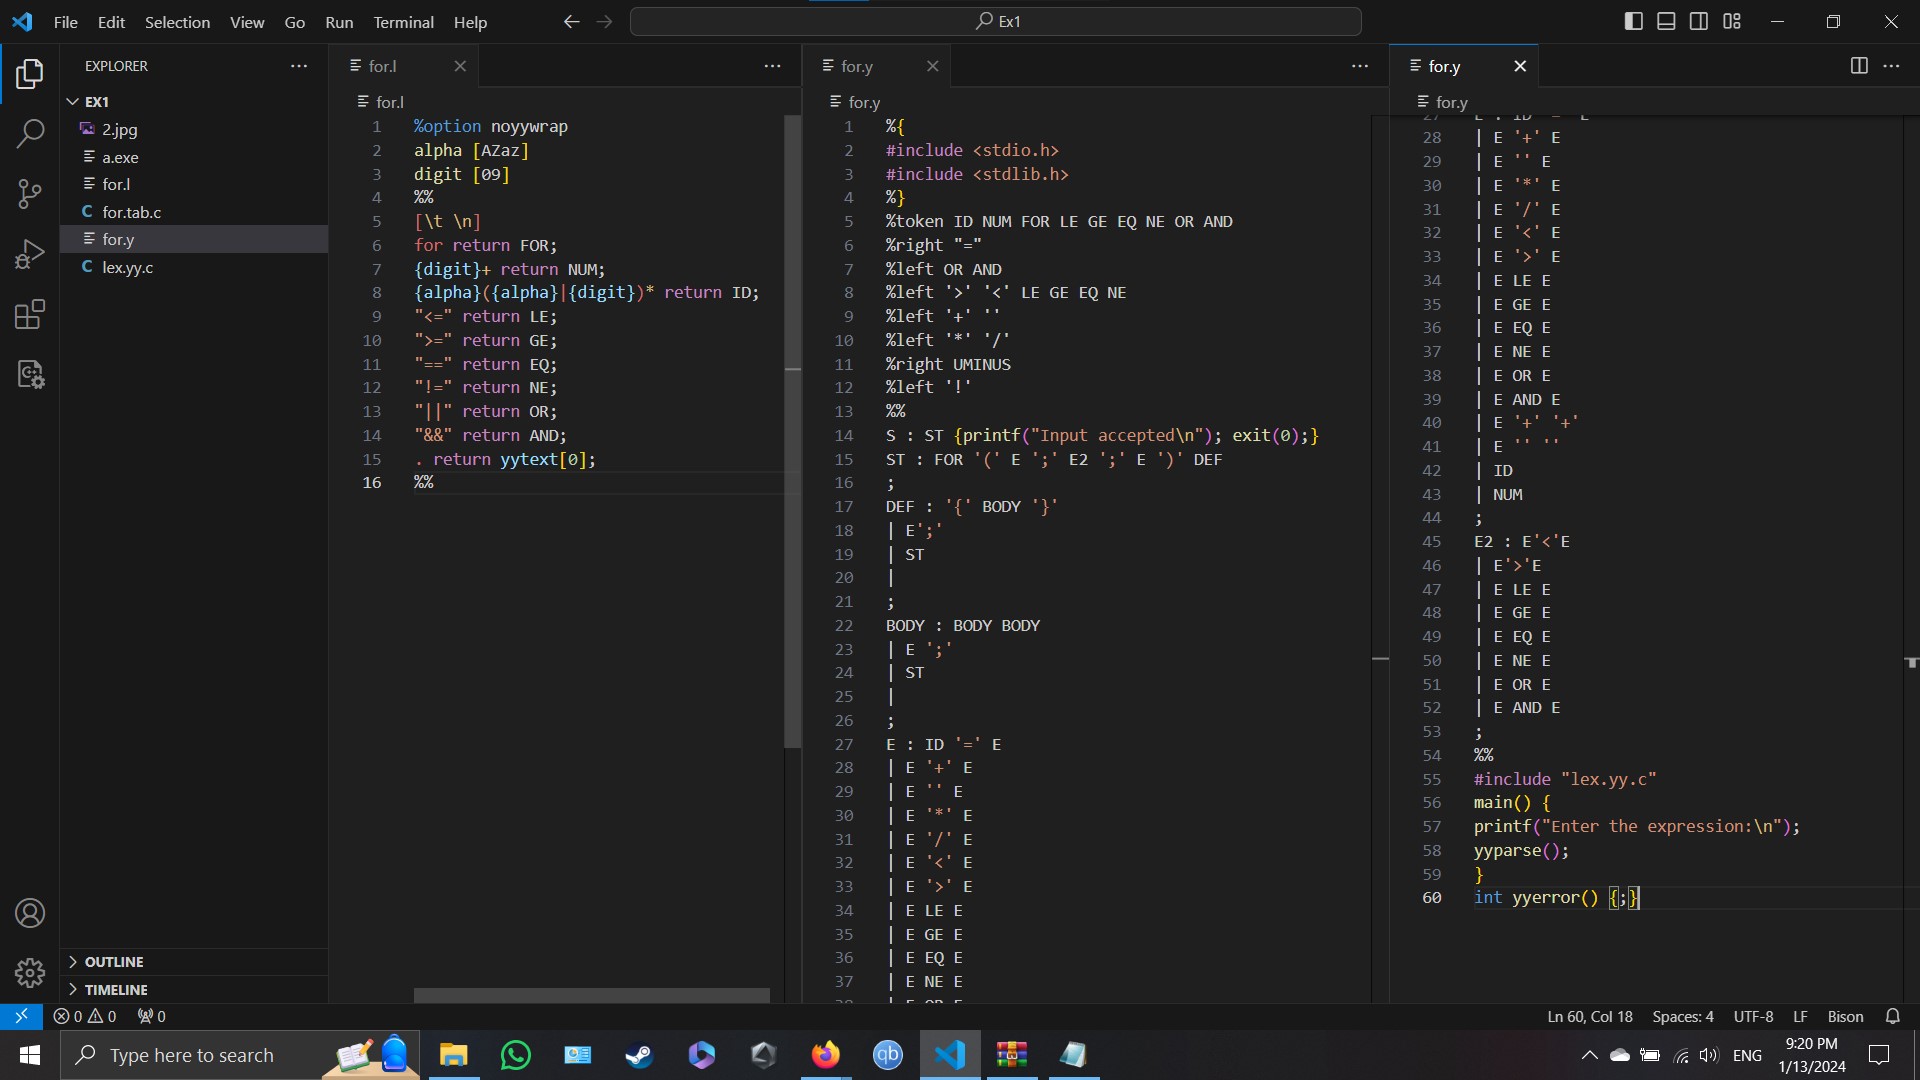 File Edit Selection View Go Run Terminal Help
Ex1
EXPLORER
EX1
2.jpg
a.exe
for.l
C for.tab.c
for.y
C lex.yy.c
OUTLINE
TIMELINE
for.l
for.l
1 %option noyywrap
2 alpha [AZaz]
3 digit [09]
4 %%
5 [\t \n]
6 for return FOR;
7 {digit}+ return NUM;
8 {alpha}({alpha}|{digit})* return ID;
9 "<=" return LE;
10 ">=" return GE;
11 "==" return EQ;
12 "!=" return NE;
13 "||" return OR;
14 "&&" return AND;
15 . return yytext[0];
16 %%
for.y
for.y
1 %{
2 #include <stdio.h>
3 #include <stdlib.h>
4 %}
5 %token ID NUM FOR LE GE EQ NE OR AND
6 %right "="
7 %left OR AND
8 %left '>' '<' LE GE EQ NE
9 %left '+' ''
10 %left '*' '/'
11 %right UMINUS
12 %left '!'
13 %%
14 S : ST {printf("Input accepted\n"); exit(0);}
15 ST : FOR '(' E ';' E2 ';' E ')' DEF
16 ;
17 DEF : '{' BODY '}'
18 | E';'
19 | ST
20 |
21 ;
22 BODY : BODY BODY
23 | E ';'
24 | ST
25 |
26 ;
27 E : ID '=' E
28 | E '+' E
29 | E '' E
30 | E '*' E
31 | E '/' E
32 | E '<' E
33 | E '>' E
34 | E LE E
35 | E GE E
36 | E EQ E
37 | E NE E
38 | E OR E
for.y
for.y
27 E : ID '=' E
28 | E '+' E
29 | E '' E
30 | E '*' E
31 | E '/' E
32 | E '<' E
33 | E '>' E
34 | E LE E
35 | E GE E
36 | E EQ E
37 | E NE E
38 | E OR E
39 | E AND E
40 | E '+' '+'
41 | E '' ''
42 | ID
43 | NUM
44 ;
45 E2 : E'<'E
46 | E'>'E
47 | E LE E
48 | E GE E
49 | E EQ E
50 | E NE E
51 | E OR E
52 | E AND E
53 ;
54 %%
55 #include "lex.yy.c"
56 main() {
57 printf("Enter the expression:\n");
58 yyparse();
59 }
60 int yyerror() {;}
0 0 0
Ln 60, Col 18 Spaces: 4 UTF-8 LF Bison
Type here to search
qb
ENG
9:20 PM
1/13/2024